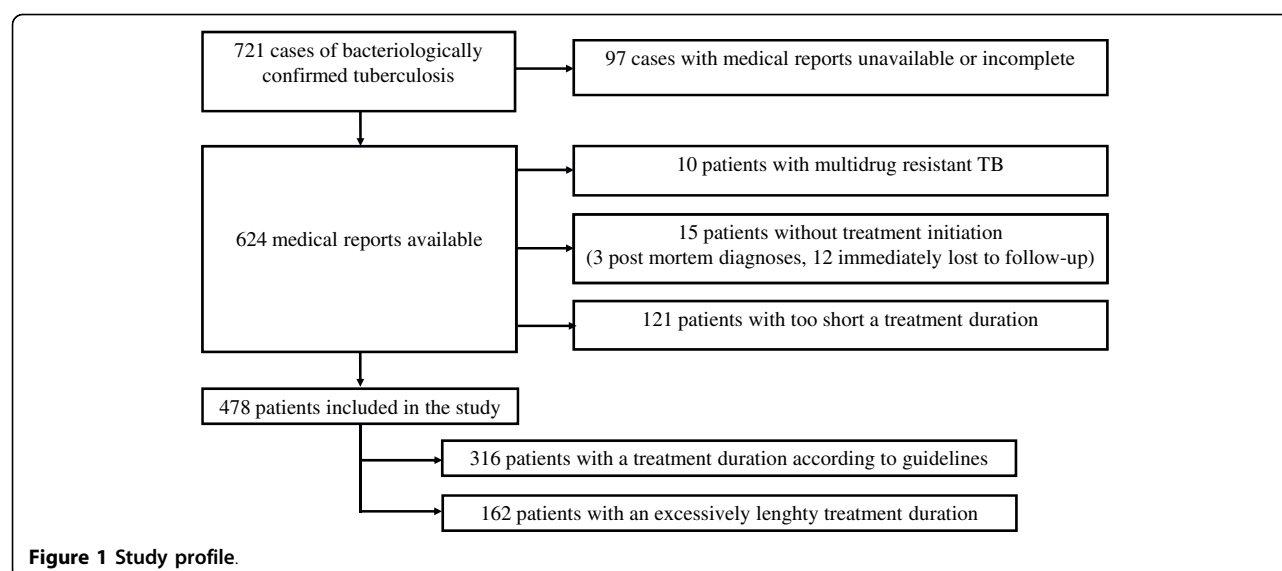 721 cases of bacteriologically
confirmed tuberculosis
97 cases with medical reports unavailable or incomplete
624 medical reports available
10 patients with multidrug resistant TB
15 patients without treatment initiation
(3 post mortem diagnoses, 12 immediately lost to follow-up)
121 patients with too short a treatment duration
478 patients included in the study
316 patients with a treatment duration according to guidelines
162 patients with an excessively lenghty treatment duration
Figure 1 Study profile.